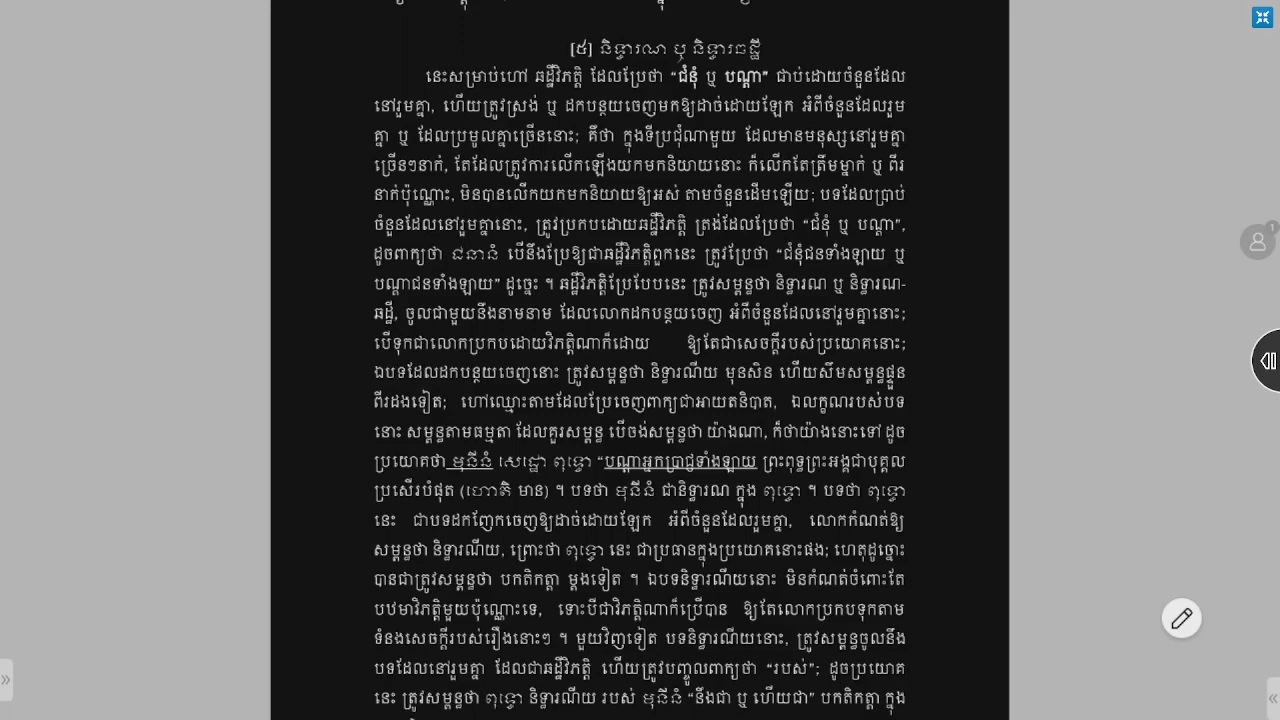 [៥] និទ្ធារណ ឬ និទ្ធារឆដ្ឋី
នេះសម្រាប់ហៅ ឆដ្ឋីវិភត្តិ ដែលប្រែថា “ជំនុំ ឬ បណ្តា” ជាប់ដោយចំនួនដែល
នៅរួមគ្នា, ហើយត្រូវស្រង់ ឬ ដកបន្ថយចេញមកឱ្យដាច់ដោយឡែក អំពីចំនួនដែលរួម
គ្នា ឬ ដែលប្រមូលគ្នាច្រើននោះ; គឺថា ក្នុងទីប្រជុំណាមួយ ដែលមានមនុស្សនៅរួមគ្នា
ច្រើនៗនាក់, តែដែលត្រូវការលើកឡើងយកមកនិយាយនោះ ក៏លើកតែត្រឹមម្នាក់ ឬ ពីរ
នាក់ប៉ុណ្ណោះ, មិនបានលើកយកមកនិយាយឱ្យអស់ តាមចំនួនដើមឡើយ; បទដែលប្រាប់
ចំនួនដែលនៅរួមគ្នានោះ, ត្រូវប្រកបដោយឆដ្ឋីវិភត្តិ ត្រង់ដែលប្រែថា “ជំនុំ ឬ បណ្តា”,
ដូចពាក្យថា ជនានំ បើនឹងប្រែឱ្យជាឆដ្ឋីវិភត្តិពួកនេះ ត្រូវប្រែថា “ជំនុំជនទាំងឡាយ ឬ
បណ្តាជនទាំងឡាយ” ដូច្នេះ ។ ឆដ្ឋីវិភត្តិប្រែបែបនេះ ត្រូវសម្ពន្ធថា និទ្ធារណ ឬ និទ្ធារណ-
ឆដ្ឋី, ចូលជាមួយនឹងនាមនាម ដែលលោកដកបន្ថយចេញ អំពីចំនួនដែលនៅរួមគ្នានោះ;
បើទុកជាលោកប្រកបដោយវិភត្តិណាក៏ដោយ ឱ្យតែជាសេចក្តីរបស់ប្រយោគនោះ;
ឯបទដែលដកបន្ថយចេញនោះ ត្រូវសម្ពន្ធថា និទ្ធារណីយ មុនសិន ហើយសឹមសម្ពន្ធផ្ទួន
ពីរដងទៀត; ហៅឈ្មោះតាមដែលប្រែចេញពាក្យជាអាយតនិបាត, ឯលក្ខណរបស់បទ
នោះ សម្ពន្ធតាមធម្មតា ដែលគួរសម្ពន្ធ បើចង់សម្ពន្ធថា យ៉ាងណា, ក៏ថាយ៉ាងនោះទៅ ដូច
ប្រយោគថា មុនីនំ សេដ្ឋោ ពុទ្ធោ “បណ្តាអ្នកប្រាជ្ញទាំងឡាយ ព្រះពុទ្ធព្រះអង្គជាបុគ្គល
ប្រសើរបំផុត (ហោតិ មាន) ។ បទថា មុនីនំ ជានិទ្ធារណ ក្នុង ពុទ្ធោ ។ បទថា ពុទ្ធោ
នេះ ជាបទដកញែកចេញឱ្យដាច់ដោយឡែក អំពីចំនួនដែលរួមគ្នា, លោកកំណត់ឱ្យ
សម្ពន្ធថា និទ្ធារណីយ, ព្រោះថា ពុទ្ធោ នេះ ជាប្រធានក្នុងប្រយោគនោះផង; ហេតុដូច្នោះ
បានជាត្រូវសម្ពន្ធថា បកតិកត្តា ម្តងទៀត ។ ឯបទនិទ្ធារណីយនោះ មិនកំណត់ចំពោះតែ
បឋមាវិភត្តិមួយប៉ុណ្ណោះទេ, ទោះបីជាវិភត្តិណាក៏ប្រើបាន ឱ្យតែលោកប្រកបទុកតាម
ទំនងសេចក្តីរបស់រឿងនោះៗ ។ មួយវិញទៀត បទនិទ្ធារណីយនោះ, ត្រូវសម្ពន្ធចូលនឹង
បទដែលនៅរួមគ្នា ដែលជាឆដ្ឋីវិភត្តិ ហើយត្រូវបញ្ចូលពាក្យថា “របស់”; ដូចប្រយោគ
នេះ ត្រូវសម្ពន្ធថា ពុទ្ធោ និទ្ធារណីយ របស់ មុនីនំ “នឹងជា ឬ ហើយជា” បកតិកត្តា ក្នុង